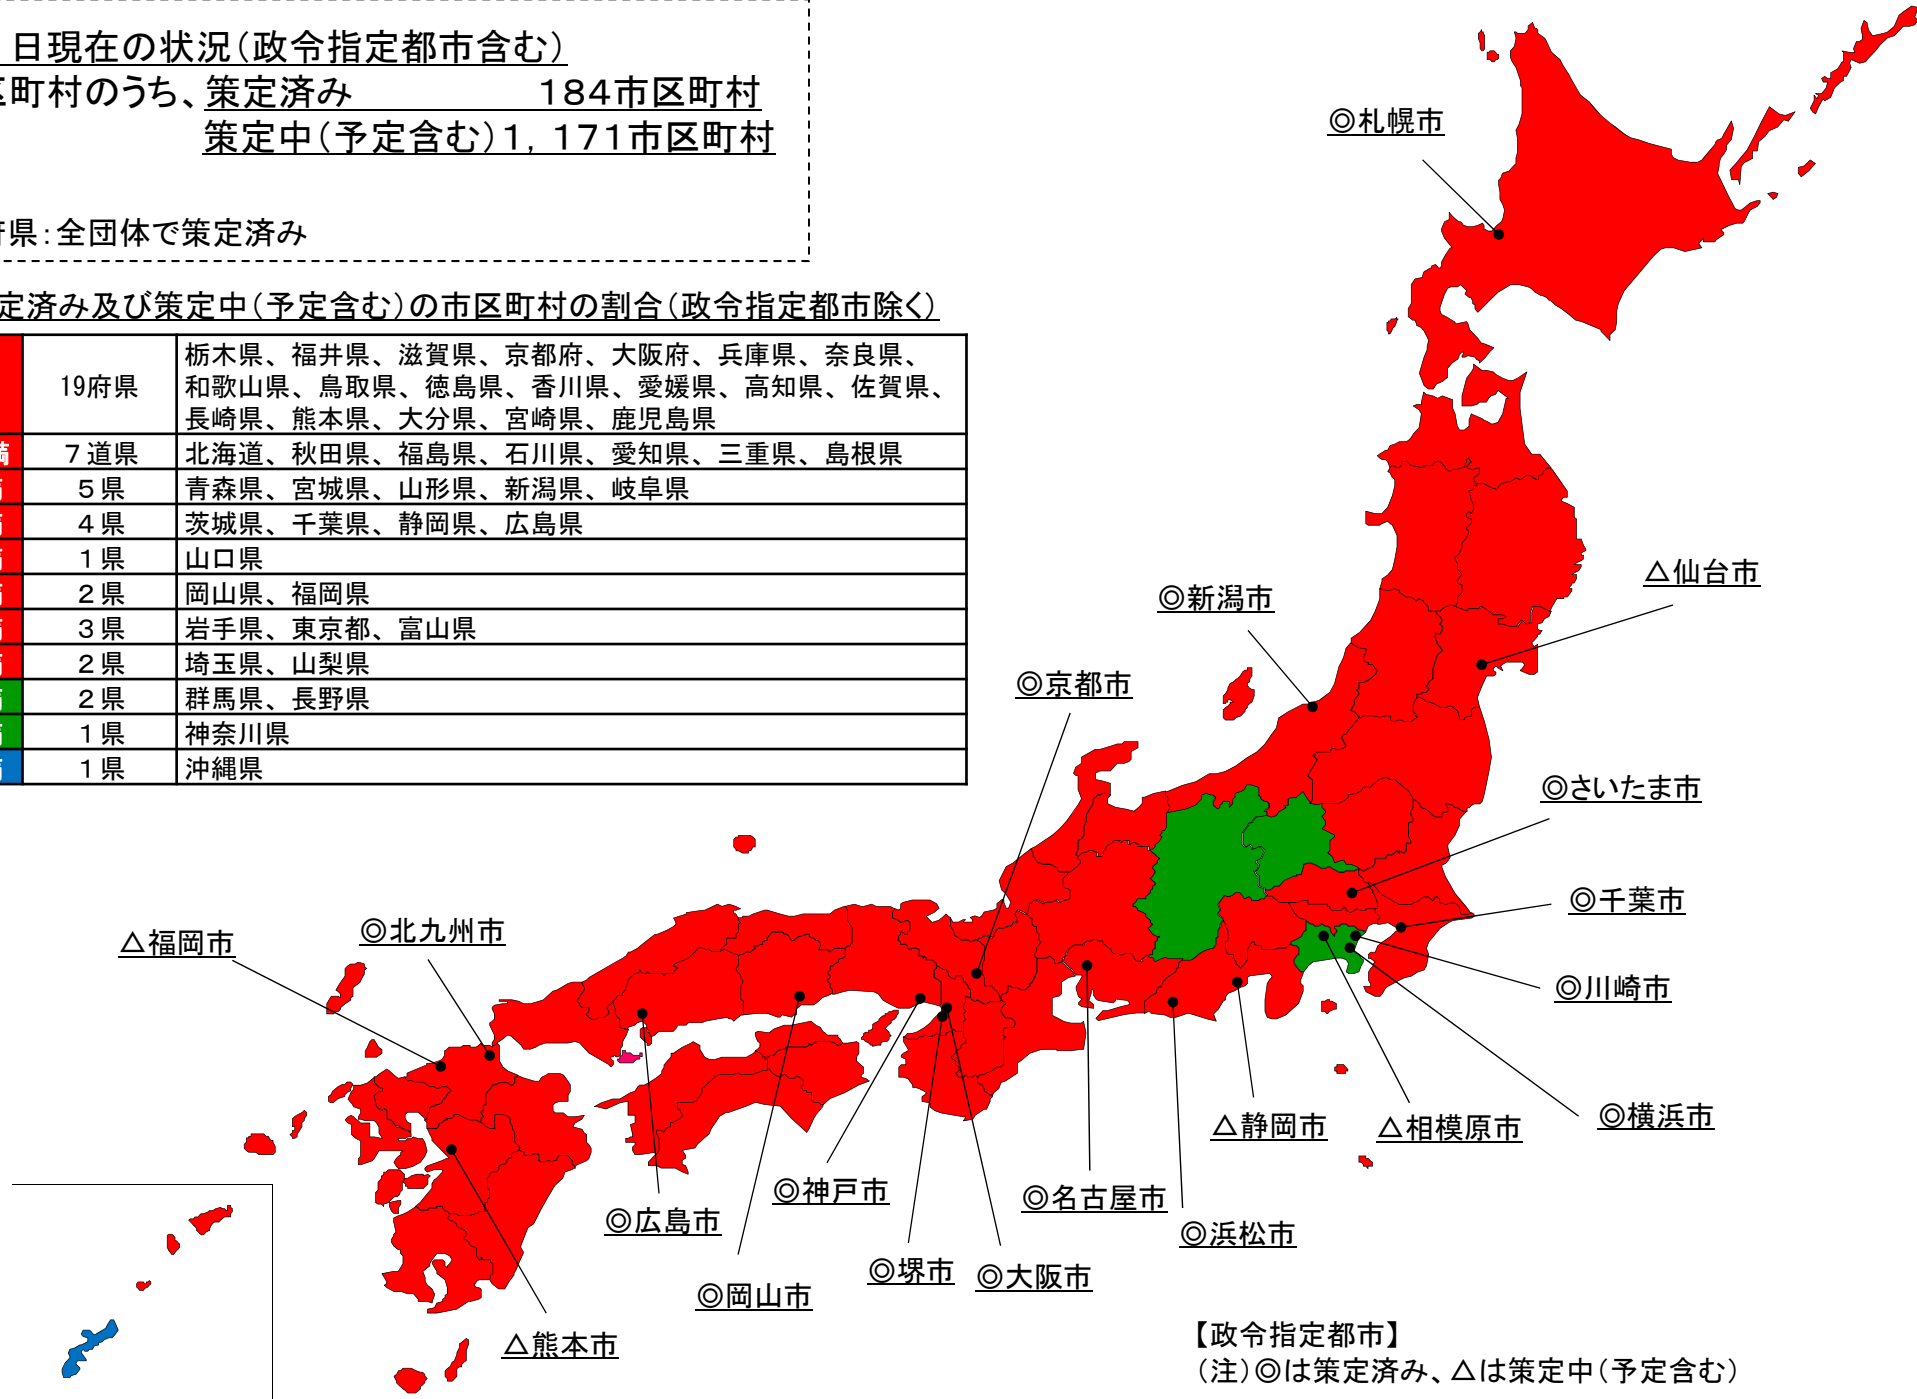 日現在の状況(政令指定都市含む)
区町村のうち、策定済み 184市区町村
策定中(予定含む)1,171市区町村
府県:全団体で策定済み
定済み及び策定中(予定含む)の市区町村の割合(政令指定都市除く)
19府県 栃木県、福井県、滋賀県、京都府、大阪府、兵庫県、奈良県、
和歌山県、鳥取県、徳島県、香川県、愛媛県、高知県、佐賀県、
長崎県、熊本県、大分県、宮崎県、鹿児島県
満 7道県 北海道、秋田県、福島県、石川県、愛知県、三重県、島根県
5県 青森県、宮城県、山形県、新潟県、岐阜県
4県 茨城県、千葉県、静岡県、広島県
1県 山口県
2県 岡山県、福岡県
3県 岩手県、東京都、富山県
2県 埼玉県、山梨県
2県 群馬県、長野県
1県 神奈川県
1県 沖縄県
◎札幌市
△仙台市
◎新潟市
◎京都市
◎さいたま市
◎千葉市
◎北九州市
△福岡市
◎川崎市
◎横浜市
△静岡市
△相模原市
◎神戸市
◎名古屋市
◎広島市
◎浜松市
◎堺市
◎大阪市
◎岡山市
△熊本市
【政令指定都市】
(注)◎は策定済み、△は策定中(予定含む)